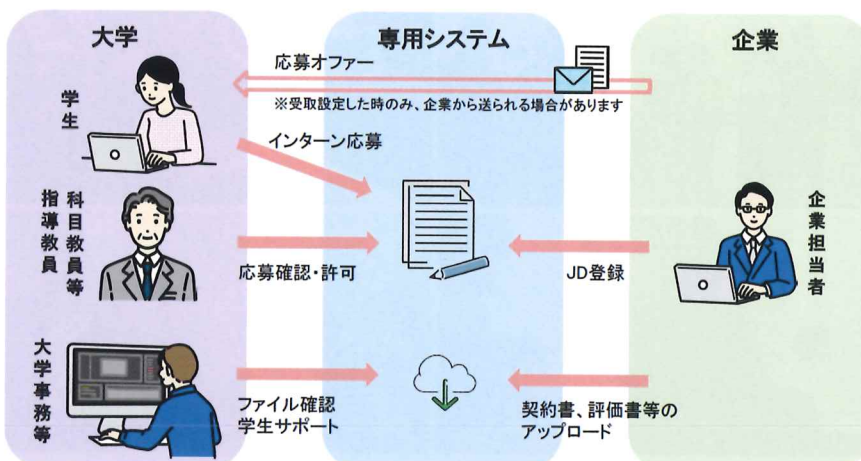 大学
専用システム
企業
応募オファー
※受取設定した時のみ、企業から送られる場合があります
学生
インターン応募
科目教員等
指導教員
企業担当者
応募確認・許可
JD登録
大学事務等
ファイル確認
学生サポート
契約書、評価書等の
アップロード